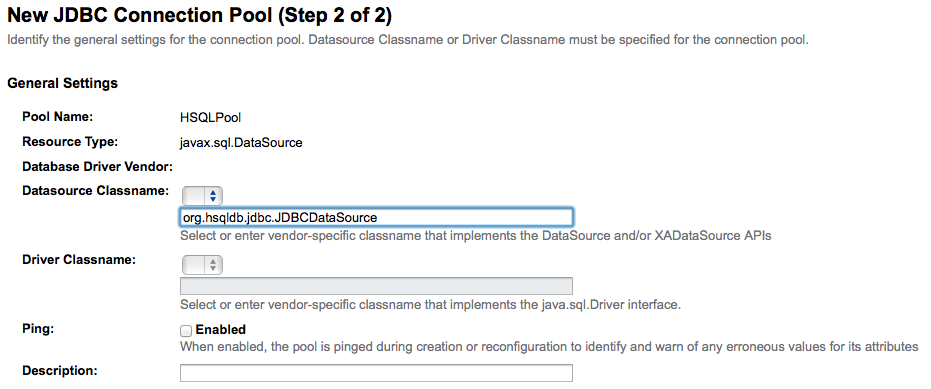 New JDBC Connection Pool (Step 2 of 2)
Identify the general settings for the connection pool. Datasource Classname or Driver Classname must be specified for the connection pool.
General Settings
Pool Name: HSQLPool
Resource Type: javax.sql.DataSource
Database Driver Vendor:
Datasource Classname:
org.hsqldb.jdbc.JDBCDataSource
Select or enter vendor-specific classname that implements the DataSource and/or XADataSource APIs
Driver Classname:
Select or enter vendor-specific classname that implements the java.sql.Driver interface.
Ping: Enabled
When enabled, the pool is pinged during creation or reconfiguration to identify and warn of any erroneous values for its attributes
Description: